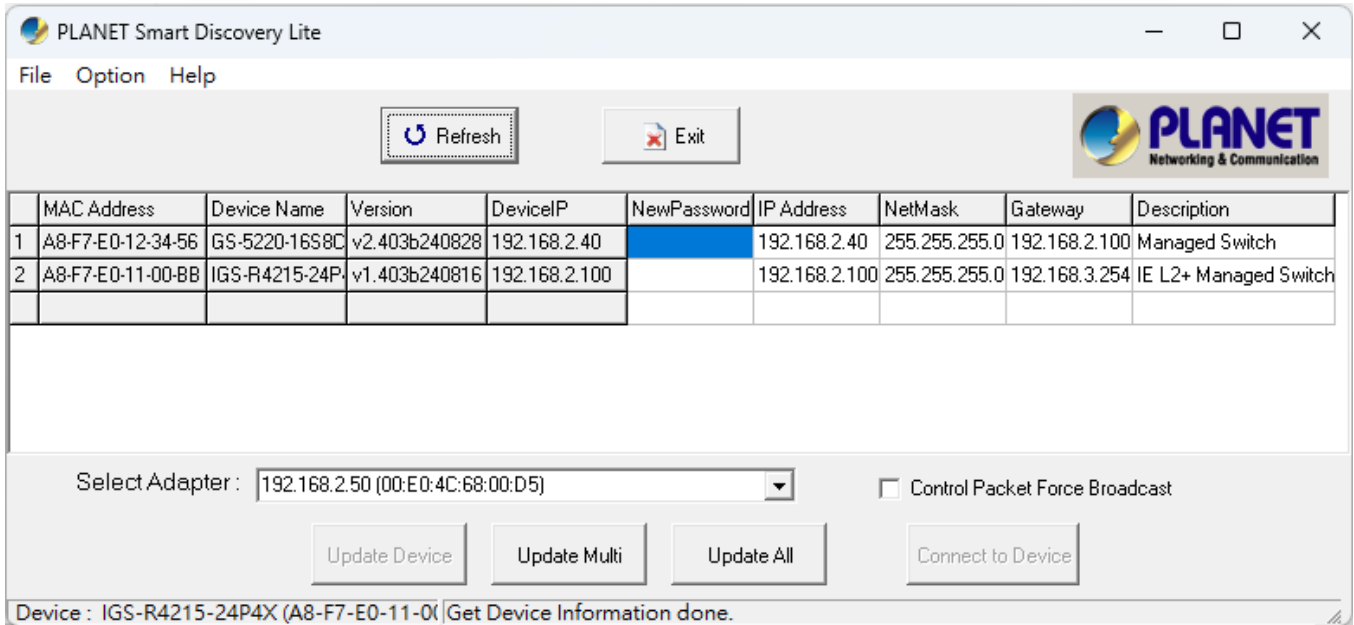 PLANET Smart Discovery Lite
File Option Help
Refresh Exit PLANET
Networking & Communication
MAC Address Device Name Version DeviceIP NewPassword IP Address NetMask Gateway Description
1 A8-F7-E0-12-34-56 GS-5220-16S8C v2.403b240828 192.168.2.40 192.168.2.40 255.255.255.0 192.168.2.100 Managed Switch
2 A8-F7-E0-11-00-BB IGS-R4215-24P v1.403b240816 192.168.2.100 192.168.2.100 255.255.255.0 192.168.3.254 IE L2+ Managed Switch
Select Adapter : 192.168.2.50 (00:E0:4C:68:00:D5) Control Packet Force Broadcast
Update Device Update Multi Update All Connect to Device
Device : IGS-R4215-24P4X (A8-F7-E0-11-0 Get Device Information done.